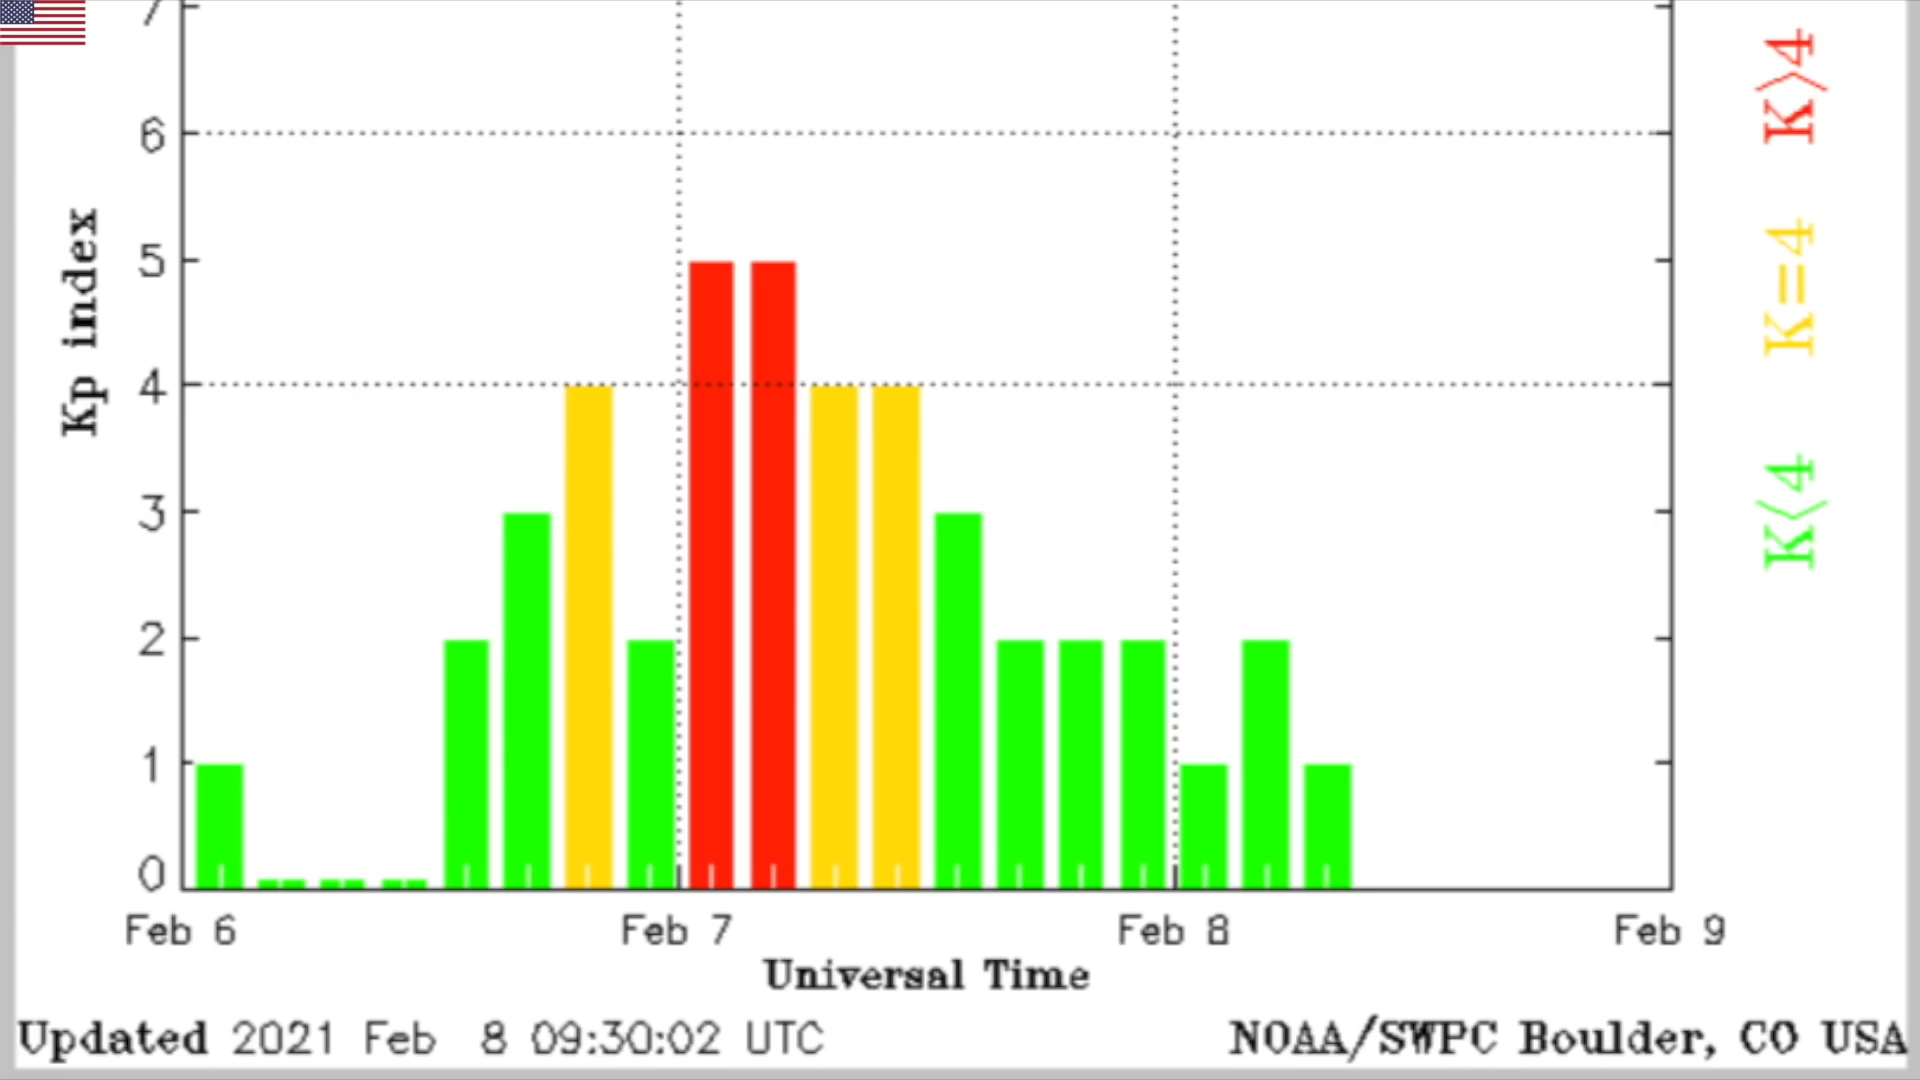 7
6
5
4
3
2
1
0
Kp index
K>4
K=4
K<4
Feb 6
Feb 7
Feb 8
Feb 9
Universal Time
Updated 2021 Feb 8 09:30:02 UTC
NOAA/SWPC Boulder, CO USA